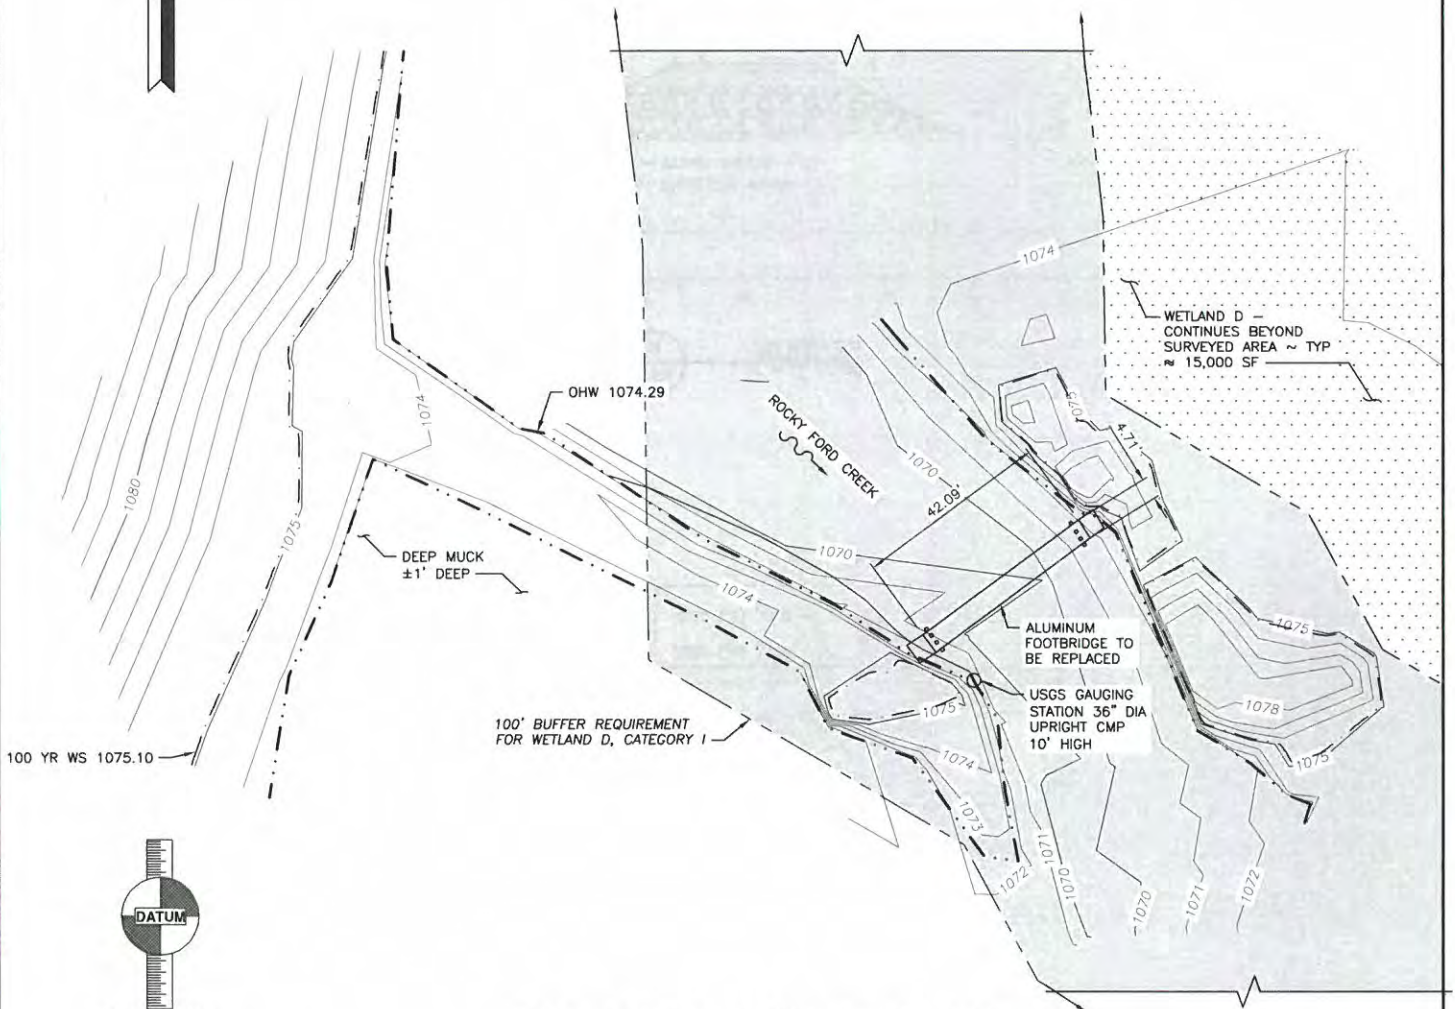 1074
WETLAND D –
CONTINUES BEYOND
SURVEYED AREA ~ TYP
≈ 15,000 SF
OHW 1074.29
1074
ROCKY FORD CREEK
1075
4.71'
1070
42.09'
1080
1075
DEEP MUCK
±1' DEEP
1070
1074
ALUMINUM
FOOTBRIDGE TO
BE REPLACED
1075
USGS GAUGING
STATION 36" DIA
UPRIGHT CMP
10' HIGH
1075
1078
100' BUFFER REQUIREMENT
FOR WETLAND D, CATEGORY I
100 YR WS 1075.10
1074
1075
1073
1072
1071
1070
1070
1071
1072
DATUM